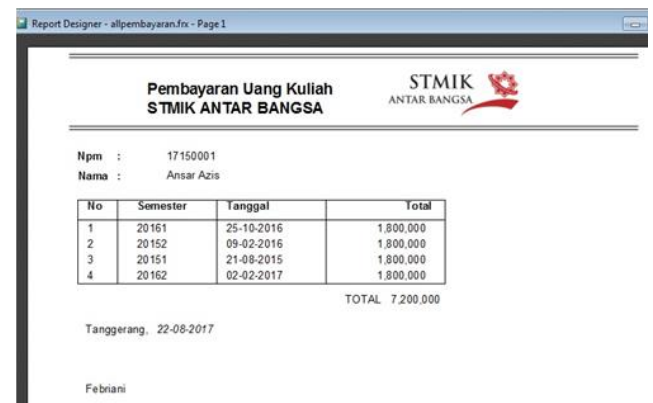 Report Designer - allpembayaran.frx - Page 1
Pembayaran Uang Kuliah
STMIK ANTAR BANGSA
STMIK
ANTAR BANGSA
Npm : 17150001
Nama : Ansar Azis
No Semester Tanggal Total
1 20161 25-10-2016 1,800,000
2 20152 09-02-2016 1,800,000
3 20151 21-08-2015 1,800,000
4 20162 02-02-2017 1,800,000
TOTAL 7,200,000
Tanggerang, 22-08-2017
Febriani